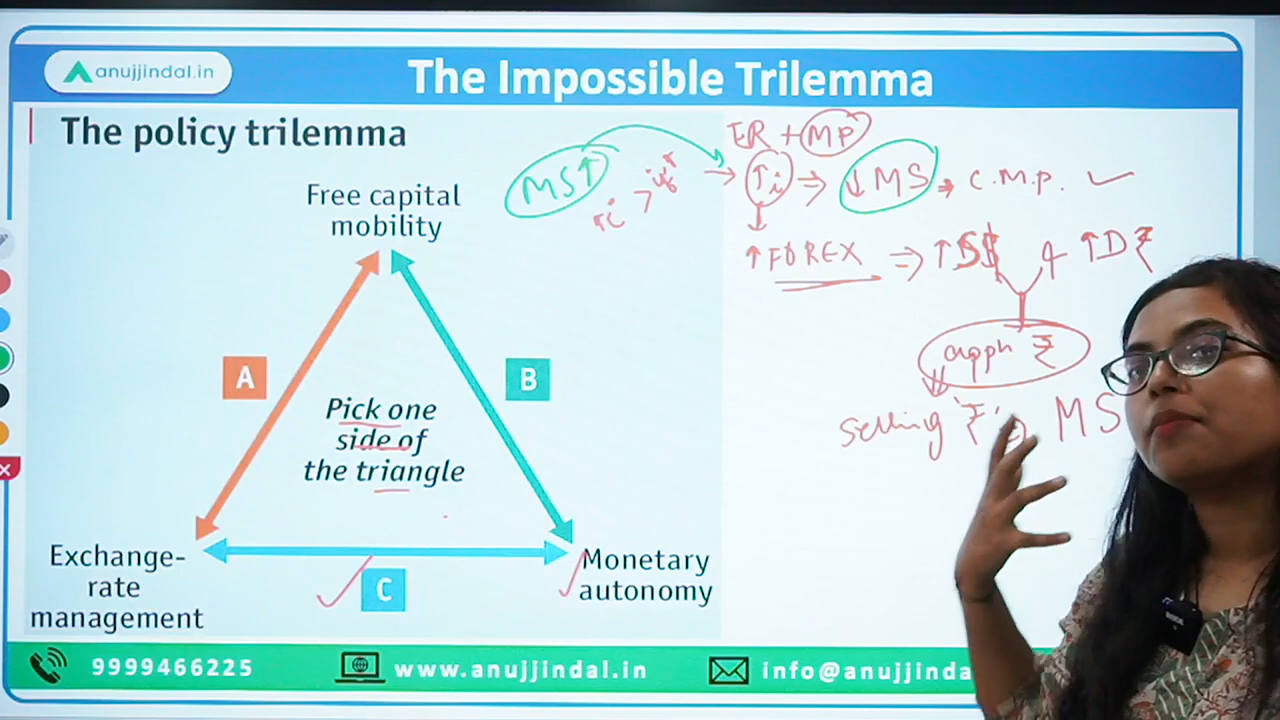 anujjindal.in
The Impossible Trilemma
The policy trilemma
ER + MP
MS↑
↑i ⇒ ↓MS → C.M.P. ✓
↑FOREX ⇒ ↑S$ & ↑D₹
Free capital
mobility
A
B
Pick one
side of
the triangle
selling ₹ MS
Exchange-
rate
management
C
Monetary
autonomy
9999466225
www.anujjindal.in
info@anujjinda